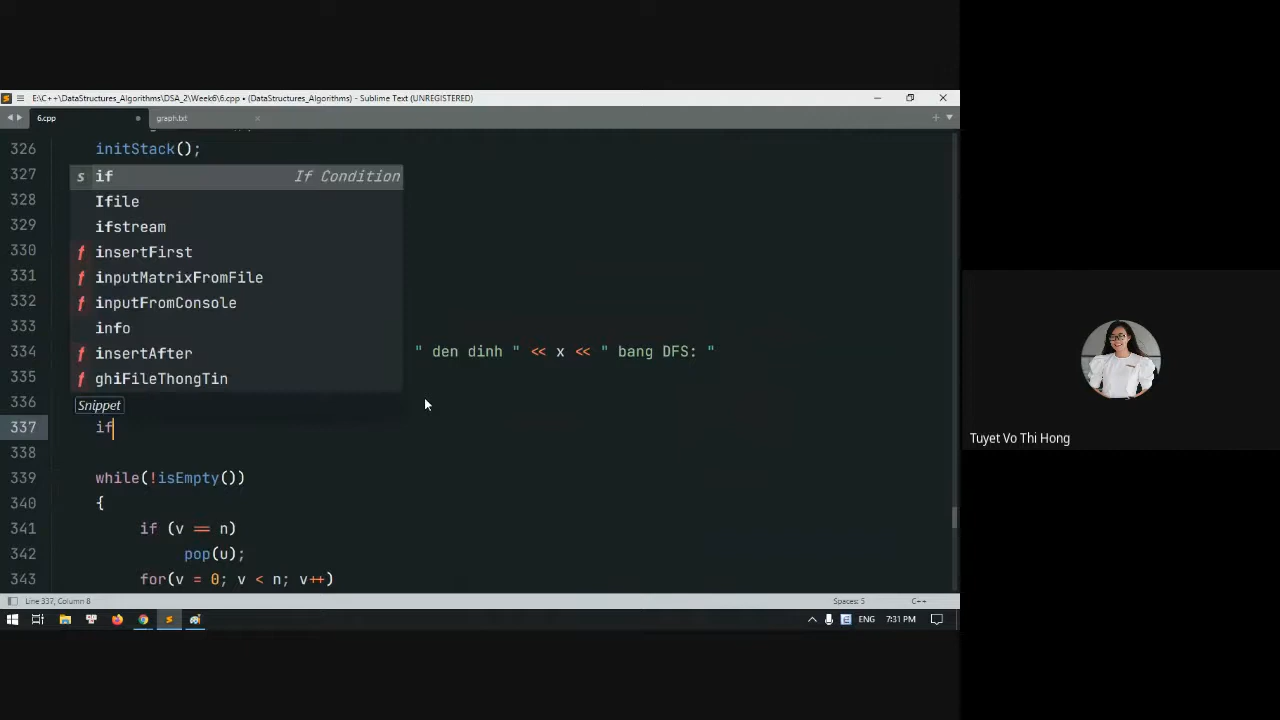 E:\C++\DataStructures_Algorithms\DSA_2\Week6\6.cpp • (DataStructures_Algorithms) - Sublime Text (UNREGISTERED)
6.cpp
graph.txt
326 initStack();
327 s if If Condition
328 Ifile
329 ifstream
330 f insertFirst
331 f inputMatrixFromFile
332 f inputFromConsole
333 info
334 f insertAfter " den dinh " << x << " bang DFS: "
335 f ghiFileThongTin
336 Snippet
337 if
338
339 while(!isEmpty())
340 {
341 if (v == n)
342 pop(u);
343 for(v = 0; v < n; v++)
Line 337, Column 8
Spaces: 5
C++
ENG
7:31 PM
Tuyet Vo Thi Hong